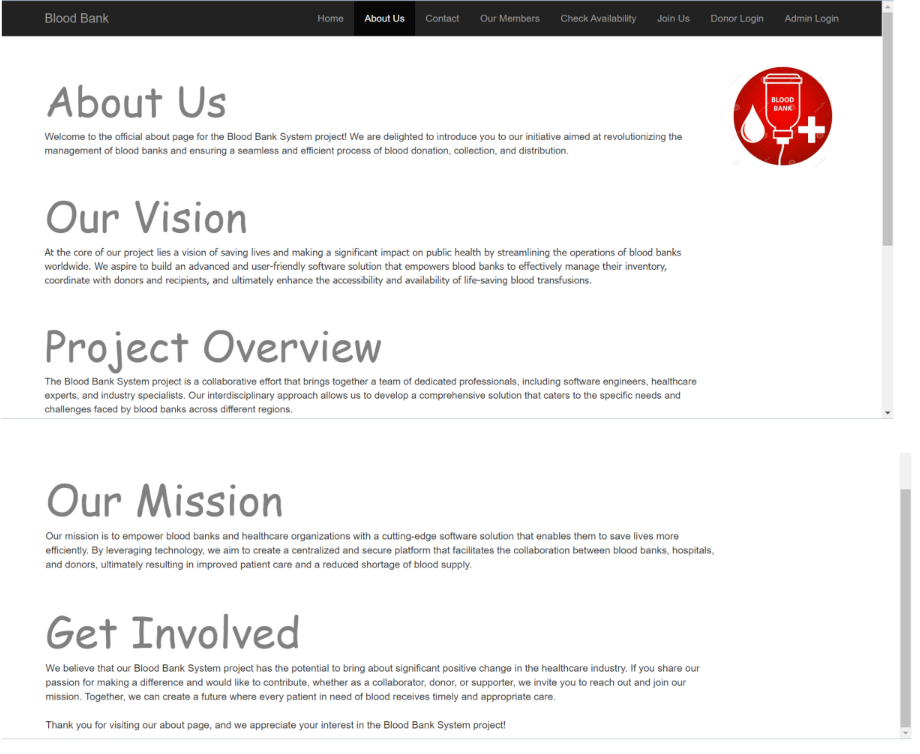 Blood Bank Home About Us Contact Our Members Check Availability Join Us Donor Login Admin Login
About Us
BLOOD
BANK
Welcome to the official about page for the Blood Bank System project! We are delighted to introduce you to our initiative aimed at revolutionizing the
management of blood banks and ensuring a seamless and efficient process of blood donation, collection, and distribution.
Our Vision
At the core of our project lies a vision of saving lives and making a significant impact on public health by streamlining the operations of blood banks
worldwide. We aspire to build an advanced and user-friendly software solution that empowers blood banks to effectively manage their inventory,
coordinate with donors and recipients, and ultimately enhance the accessibility and availability of life-saving blood transfusions.
Project Overview
The Blood Bank System project is a collaborative effort that brings together a team of dedicated professionals, including software engineers, healthcare
experts, and industry specialists. Our interdisciplinary approach allows us to develop a comprehensive solution that caters to the specific needs and
challenges faced by blood banks across different regions.
Our Mission
Our mission is to empower blood banks and healthcare organizations with a cutting-edge software solution that enables them to save lives more
efficiently. By leveraging technology, we aim to create a centralized and secure platform that facilitates the collaboration between blood banks, hospitals,
and donors, ultimately resulting in improved patient care and a reduced shortage of blood supply.
Get Involved
We believe that our Blood Bank System project has the potential to bring about significant positive change in the healthcare industry. If you share our
passion for making a difference and would like to contribute, whether as a collaborator, donor, or supporter, we invite you to reach out and join our
mission. Together, we can create a future where every patient in need of blood receives timely and appropriate care.
Thank you for visiting our about page, and we appreciate your interest in the Blood Bank System project!